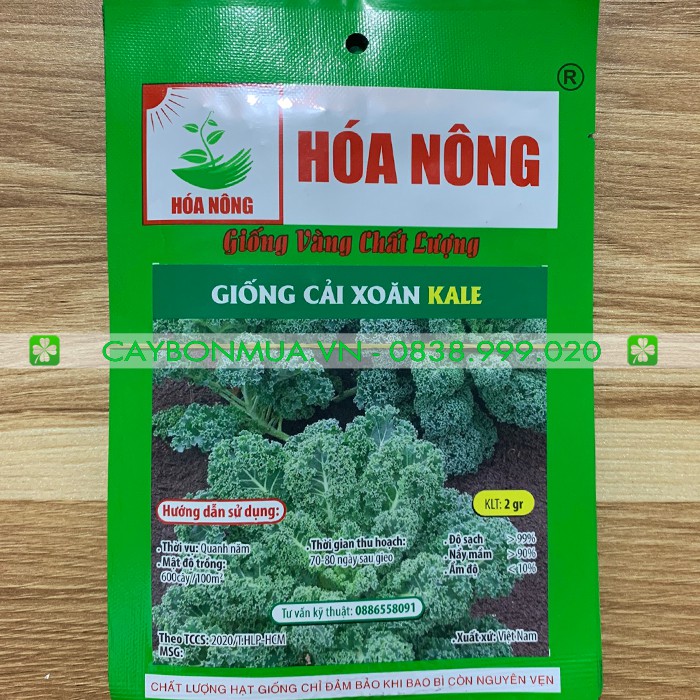 ®
HÓA NÔNG
HÓA NÔNG
Giống Vàng Chất Lượng
GIỐNG CẢI XOĂN KALE
CAYBONMUA.VN - 0838.999.020
Hướng dẫn sử dụng:
KLT: 2 gr
. Thời vụ: Quanh năm
. Mật độ trồng:
600cây/100m²
. Thời gian thu hoạch:
70-80 ngày sau gieo
. Độ sạch > 99%
. Nẩy mầm > 90%
. Ẩm độ <10%
Tư vấn kỹ thuật: 0886558091
Theo TCCS: 2020/T.HLP-HCM
MSG:
. Xuất xứ: Việt Nam
CHẤT LƯỢNG HẠT GIỐNG CHỈ ĐẢM BẢO KHI BAO BÌ CÒN NGUYÊN VẸN